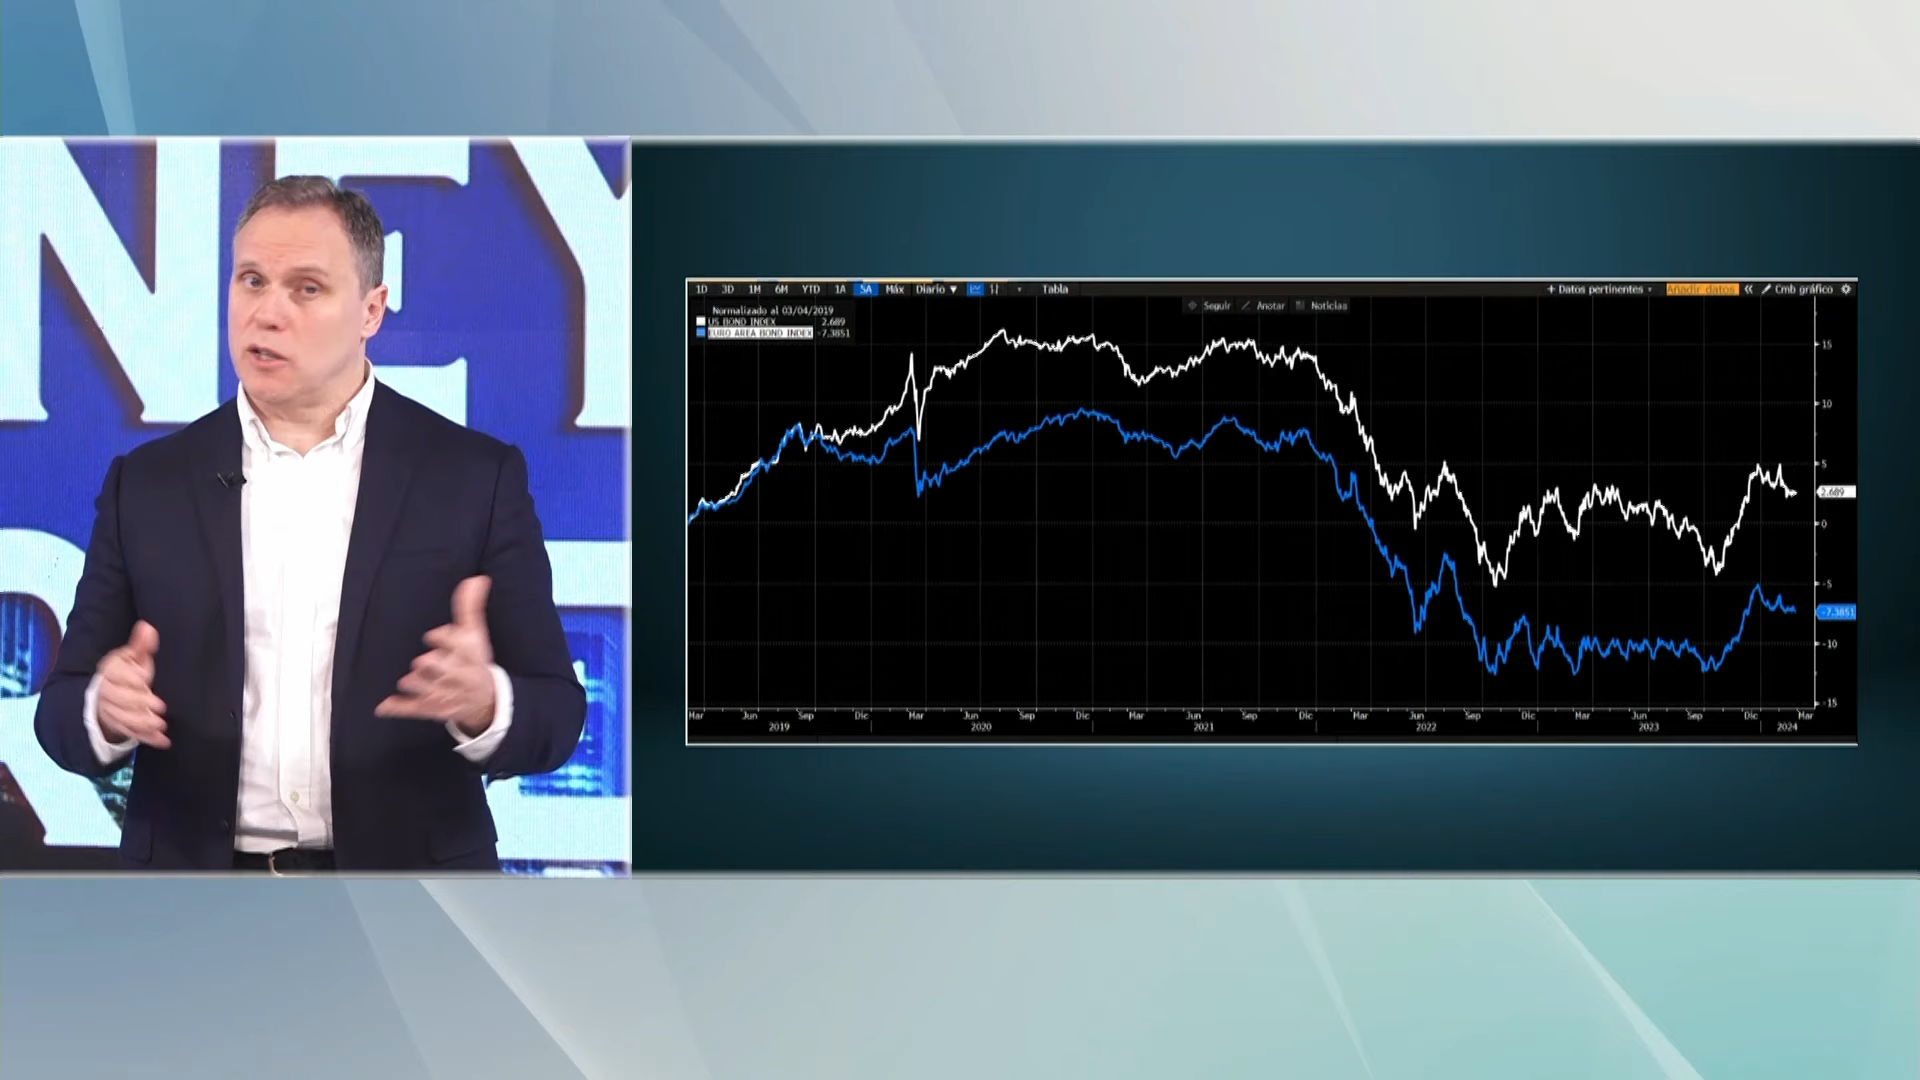 NEY
1D 3D 1M 6M YTD 1A 5A Máx Diario ▼ Tabla + Datos pertinentes Añadir datos « Cmb gráfico
Seguir Anotar Noticias
Normalizado al 03/04/2019
US BOND INDEX 2.689
EURO AREA BOND INDEX -7.3851
15
10
5
2.689
0
-5
-7.3851
-10
-15
Mar Jun Sep Dic Mar Jun Sep Dic Mar Jun Sep Dic Mar Jun Sep Dic Mar Jun Sep Dic Mar
2019 2020 2021 2022 2023 2024